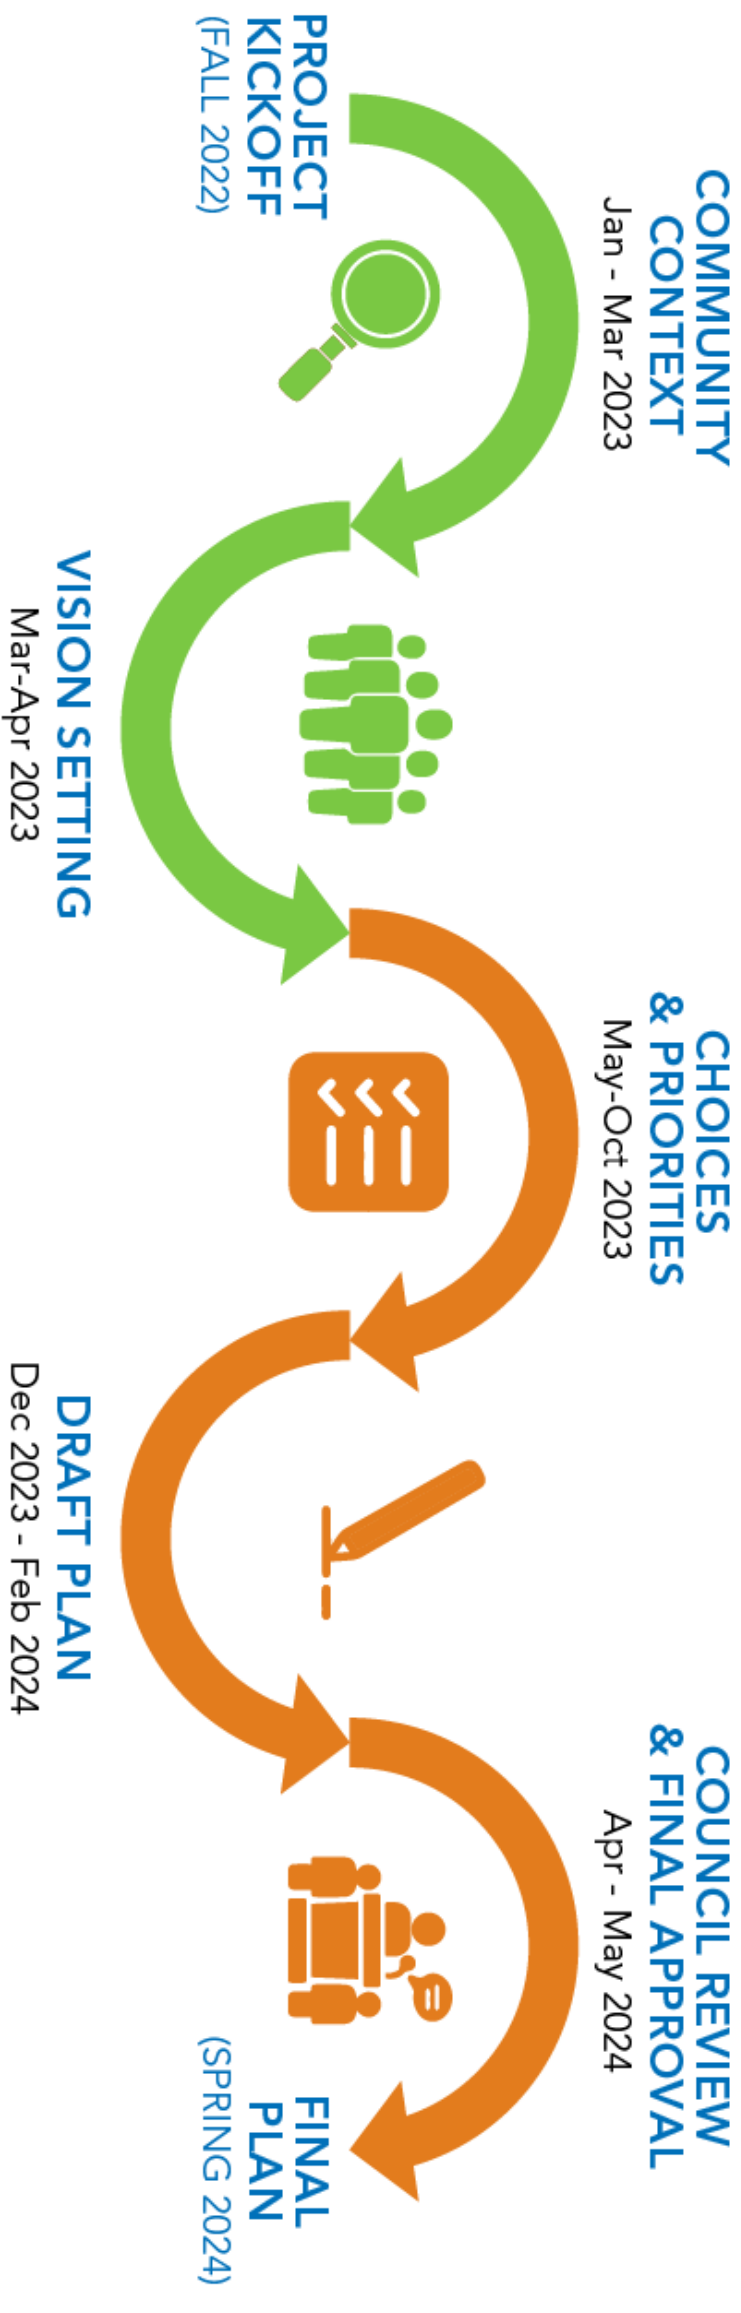 PROJECT
KICKOFF
(FALL 2022)
COMMUNITY
CONTEXT
Jan - Mar 2023
VISION SETTING
Mar-Apr 2023
CHOICES
& PRIORITIES
May-Oct 2023
DRAFT PLAN
Dec 2023 - Feb 2024
COUNCIL REVIEW
& FINAL APPROVAL
Apr - May 2024
FINAL
PLAN
(SPRING 2024)